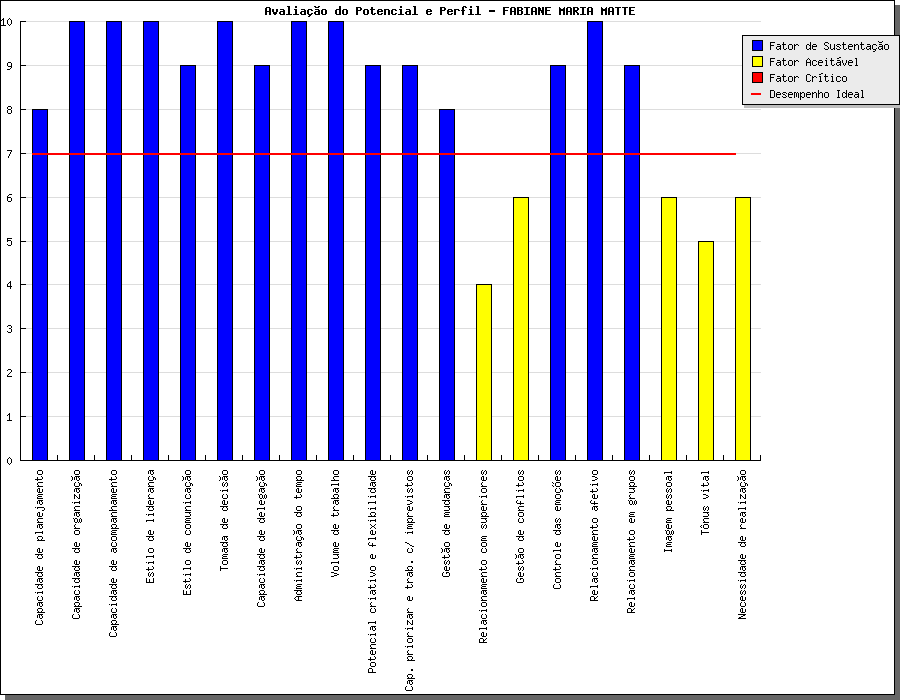 Avaliação do Potencial e Perfil - FABIANE MARIA MATTE
Fator de Sustentação
Fator Aceitável
Fator Crítico
Desempenho Ideal
10
9
8
7
6
5
4
3
2
1
0
Capacidade de planejamento
Capacidade de organização
Capacidade de acompanhamento
Estilo de liderança
Estilo de comunicação
Tomada de decisão
Capacidade de delegação
Administração do tempo
Volume de trabalho
Potencial criativo e flexibilidade
Cap. priorizar e trab. c/ imprevistos
Gestão de mudanças
Relacionamento com superiores
Gestão de conflitos
Controle das emoções
Relacionamento afetivo
Relacionamento em grupos
Imagem pessoal
Tônus vital
Necessidade de realização